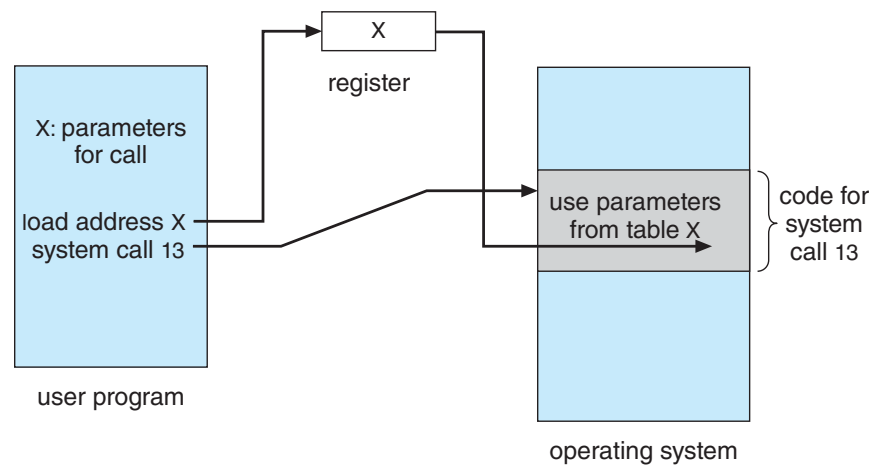 X
register
X: parameters
for call
load address X
system call 13
user program
use parameters
from table X
code for
system
call 13
operating system